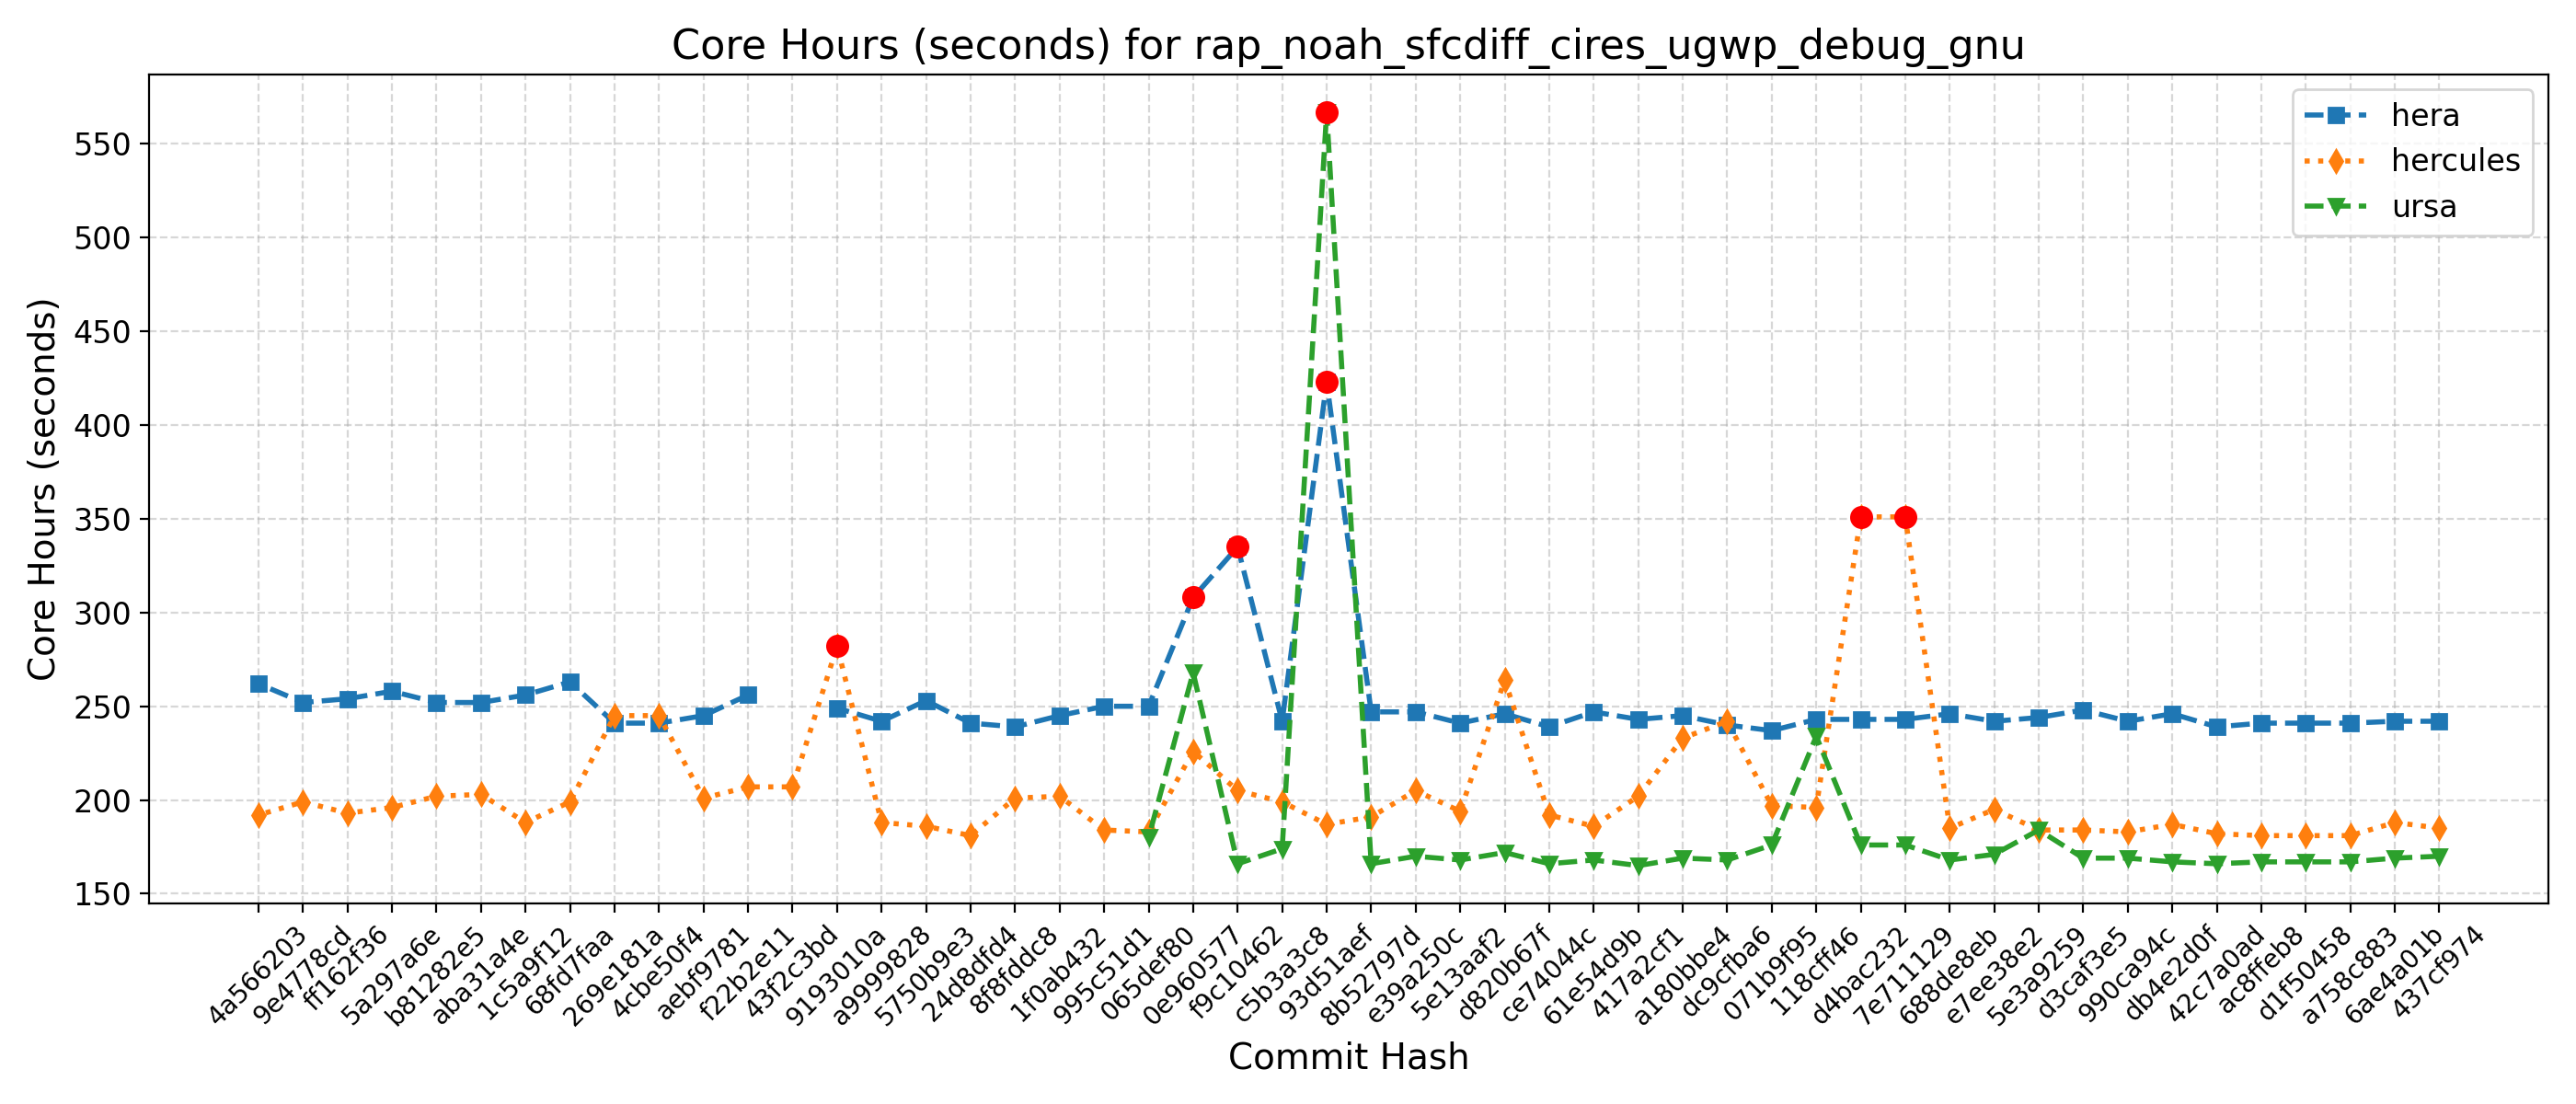 Core Hours (seconds) for rap_noah_sfcdiff_cires_ugwp_debug_gnu
hera
hercules
ursa
Core Hours (seconds)
550
500
450
400
350
300
250
200
150
4a566203
9e4778cd
ff162f36
5a297a6e
b81282e5
aba31a4e
1c5a9f12
68fd7faa
269e181a
4cbe50f4
aebf9781
f22b2e11
43f2c3bd
9193010a
a9999828
5750b9e3
24d8dfd4
8f8fddc8
1f0ab432
995c51d1
065def80
0e960577
f9c10462
c5b3a3c8
93d51aef
8b52797d
e39a250c
5e13aaf2
d820b67f
ce74044c
61e54d9b
417a2cf1
a180bbe4
dc9cfba6
071b9f95
118cff46
d4bac232
7e711129
688de8eb
e7ee38e2
5e3a9259
d3caf3e5
990ca94c
db4e2d0f
42c7a0ad
ac8ffeb8
d1f50458
a758c883
6ae4a01b
437cf974
Commit Hash